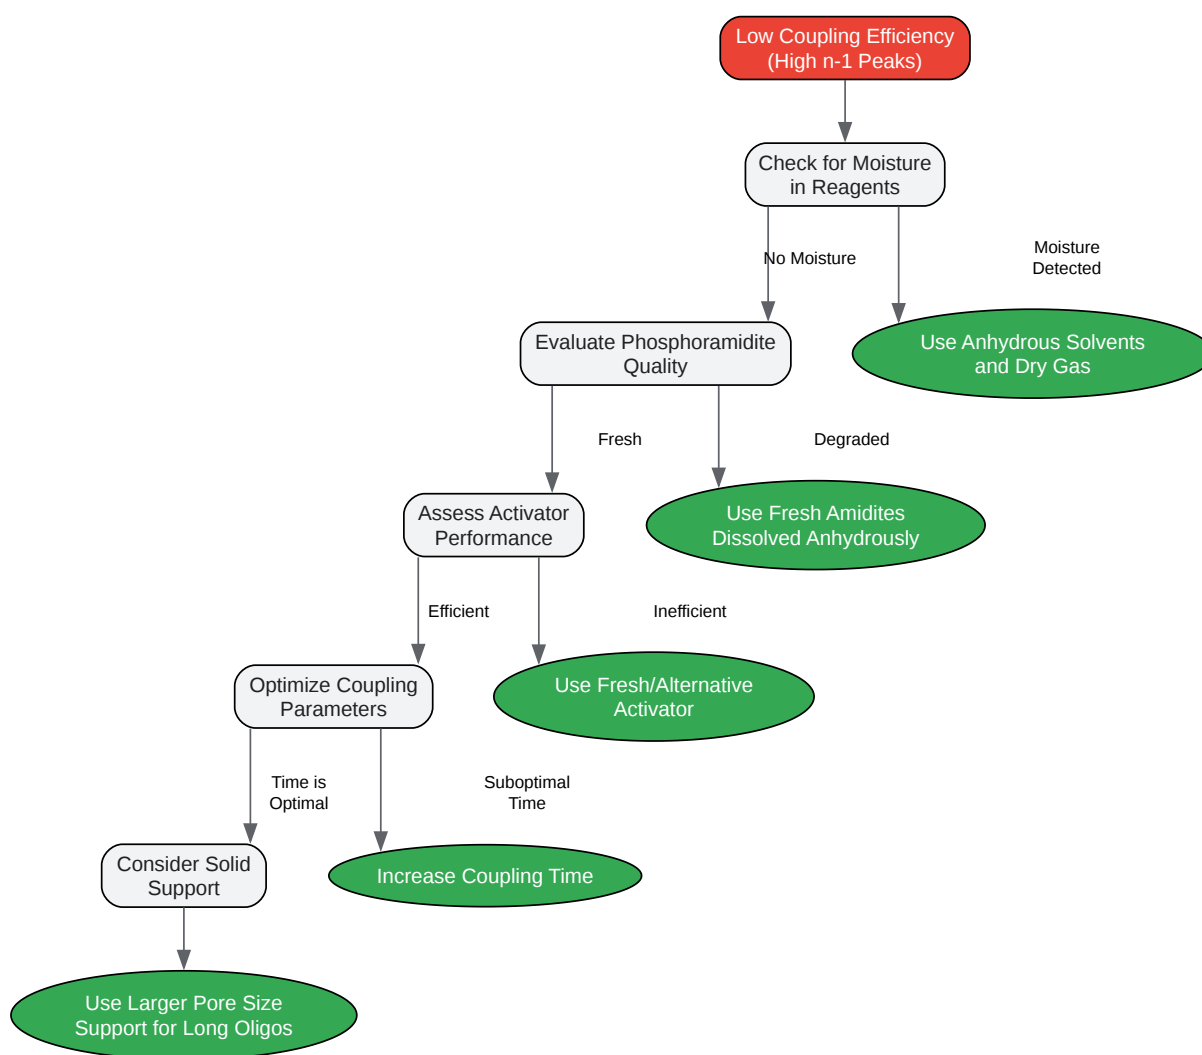 Low Coupling Efficiency
(High n-1 Peaks)
Check for Moisture
in Reagents
No Moisture
Moisture
Detected
Evaluate Phosphoramidite
Quality
Use Anhydrous Solvents
and Dry Gas
Fresh
Degraded
Assess Activator
Performance
Use Fresh Amidites
Dissolved Anhydrously
Efficient
Inefficient
Optimize Coupling
Parameters
Use Fresh/Alternative
Activator
Time is
Optimal
Suboptimal
Time
Consider Solid
Support
Increase Coupling Time
Use Larger Pore Size
Support for Long Oligos